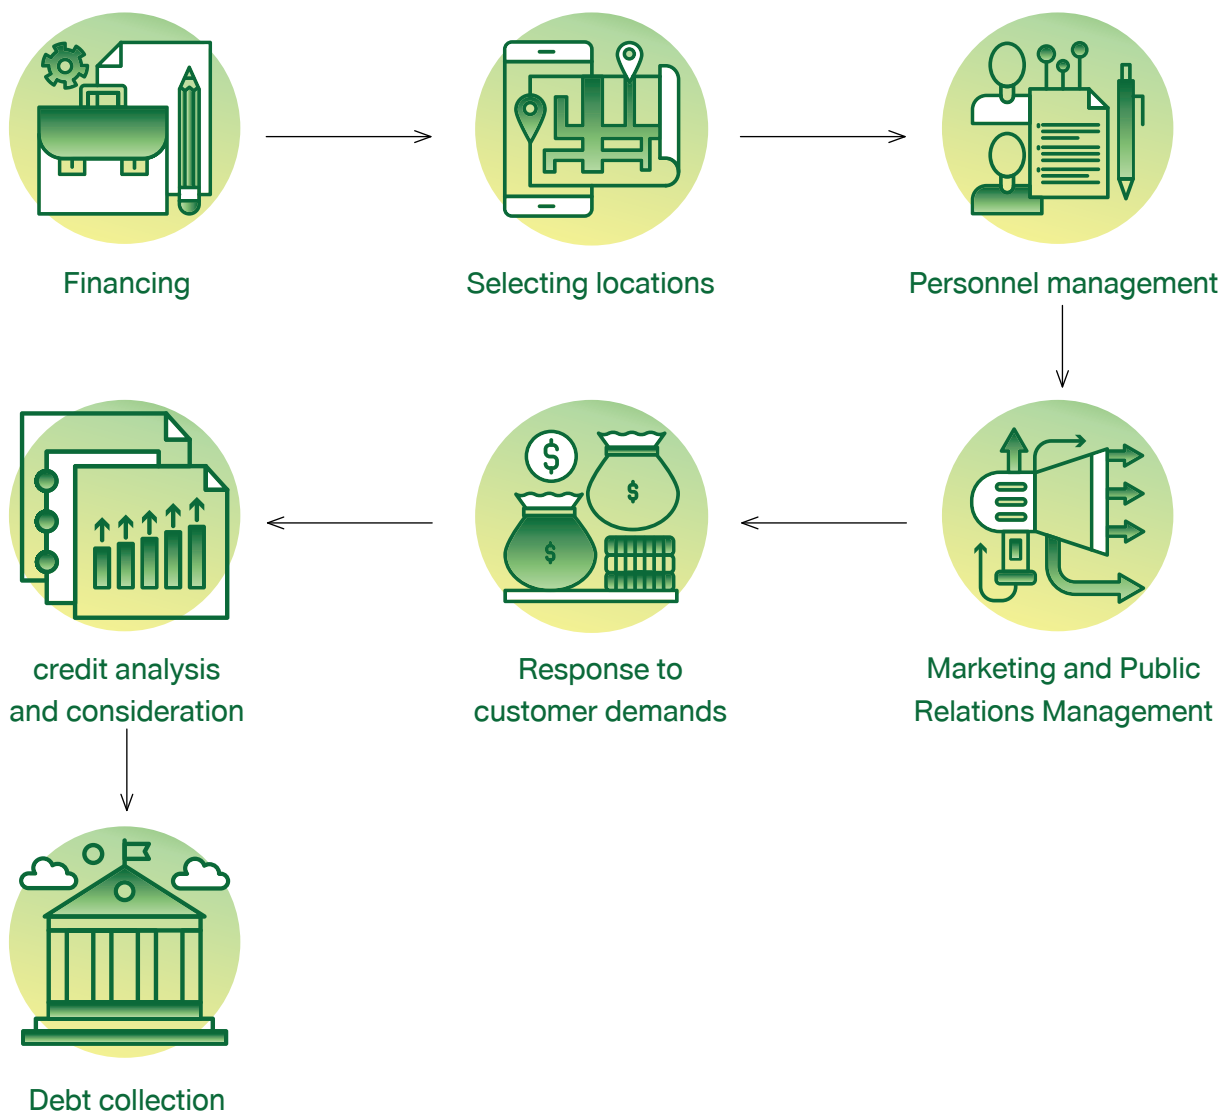 Financing
Selecting locations
Personnel management
Marketing and Public
Relations Management
Response to
customer demands
credit analysis
and consideration
Debt collection